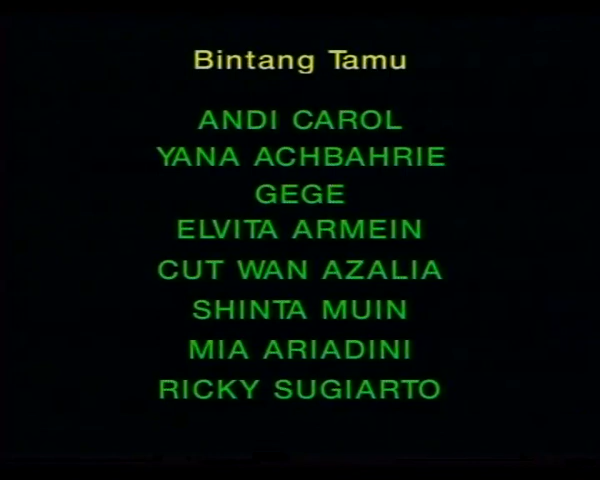 Bintang Tamu
ANDI CAROL
YANA ACHBAHRIE
GEGE
ELVITA ARMEIN
CUT WAN AZALIA
SHINTA MUIN
MIA ARIADINI
RICKY SUGIARTO